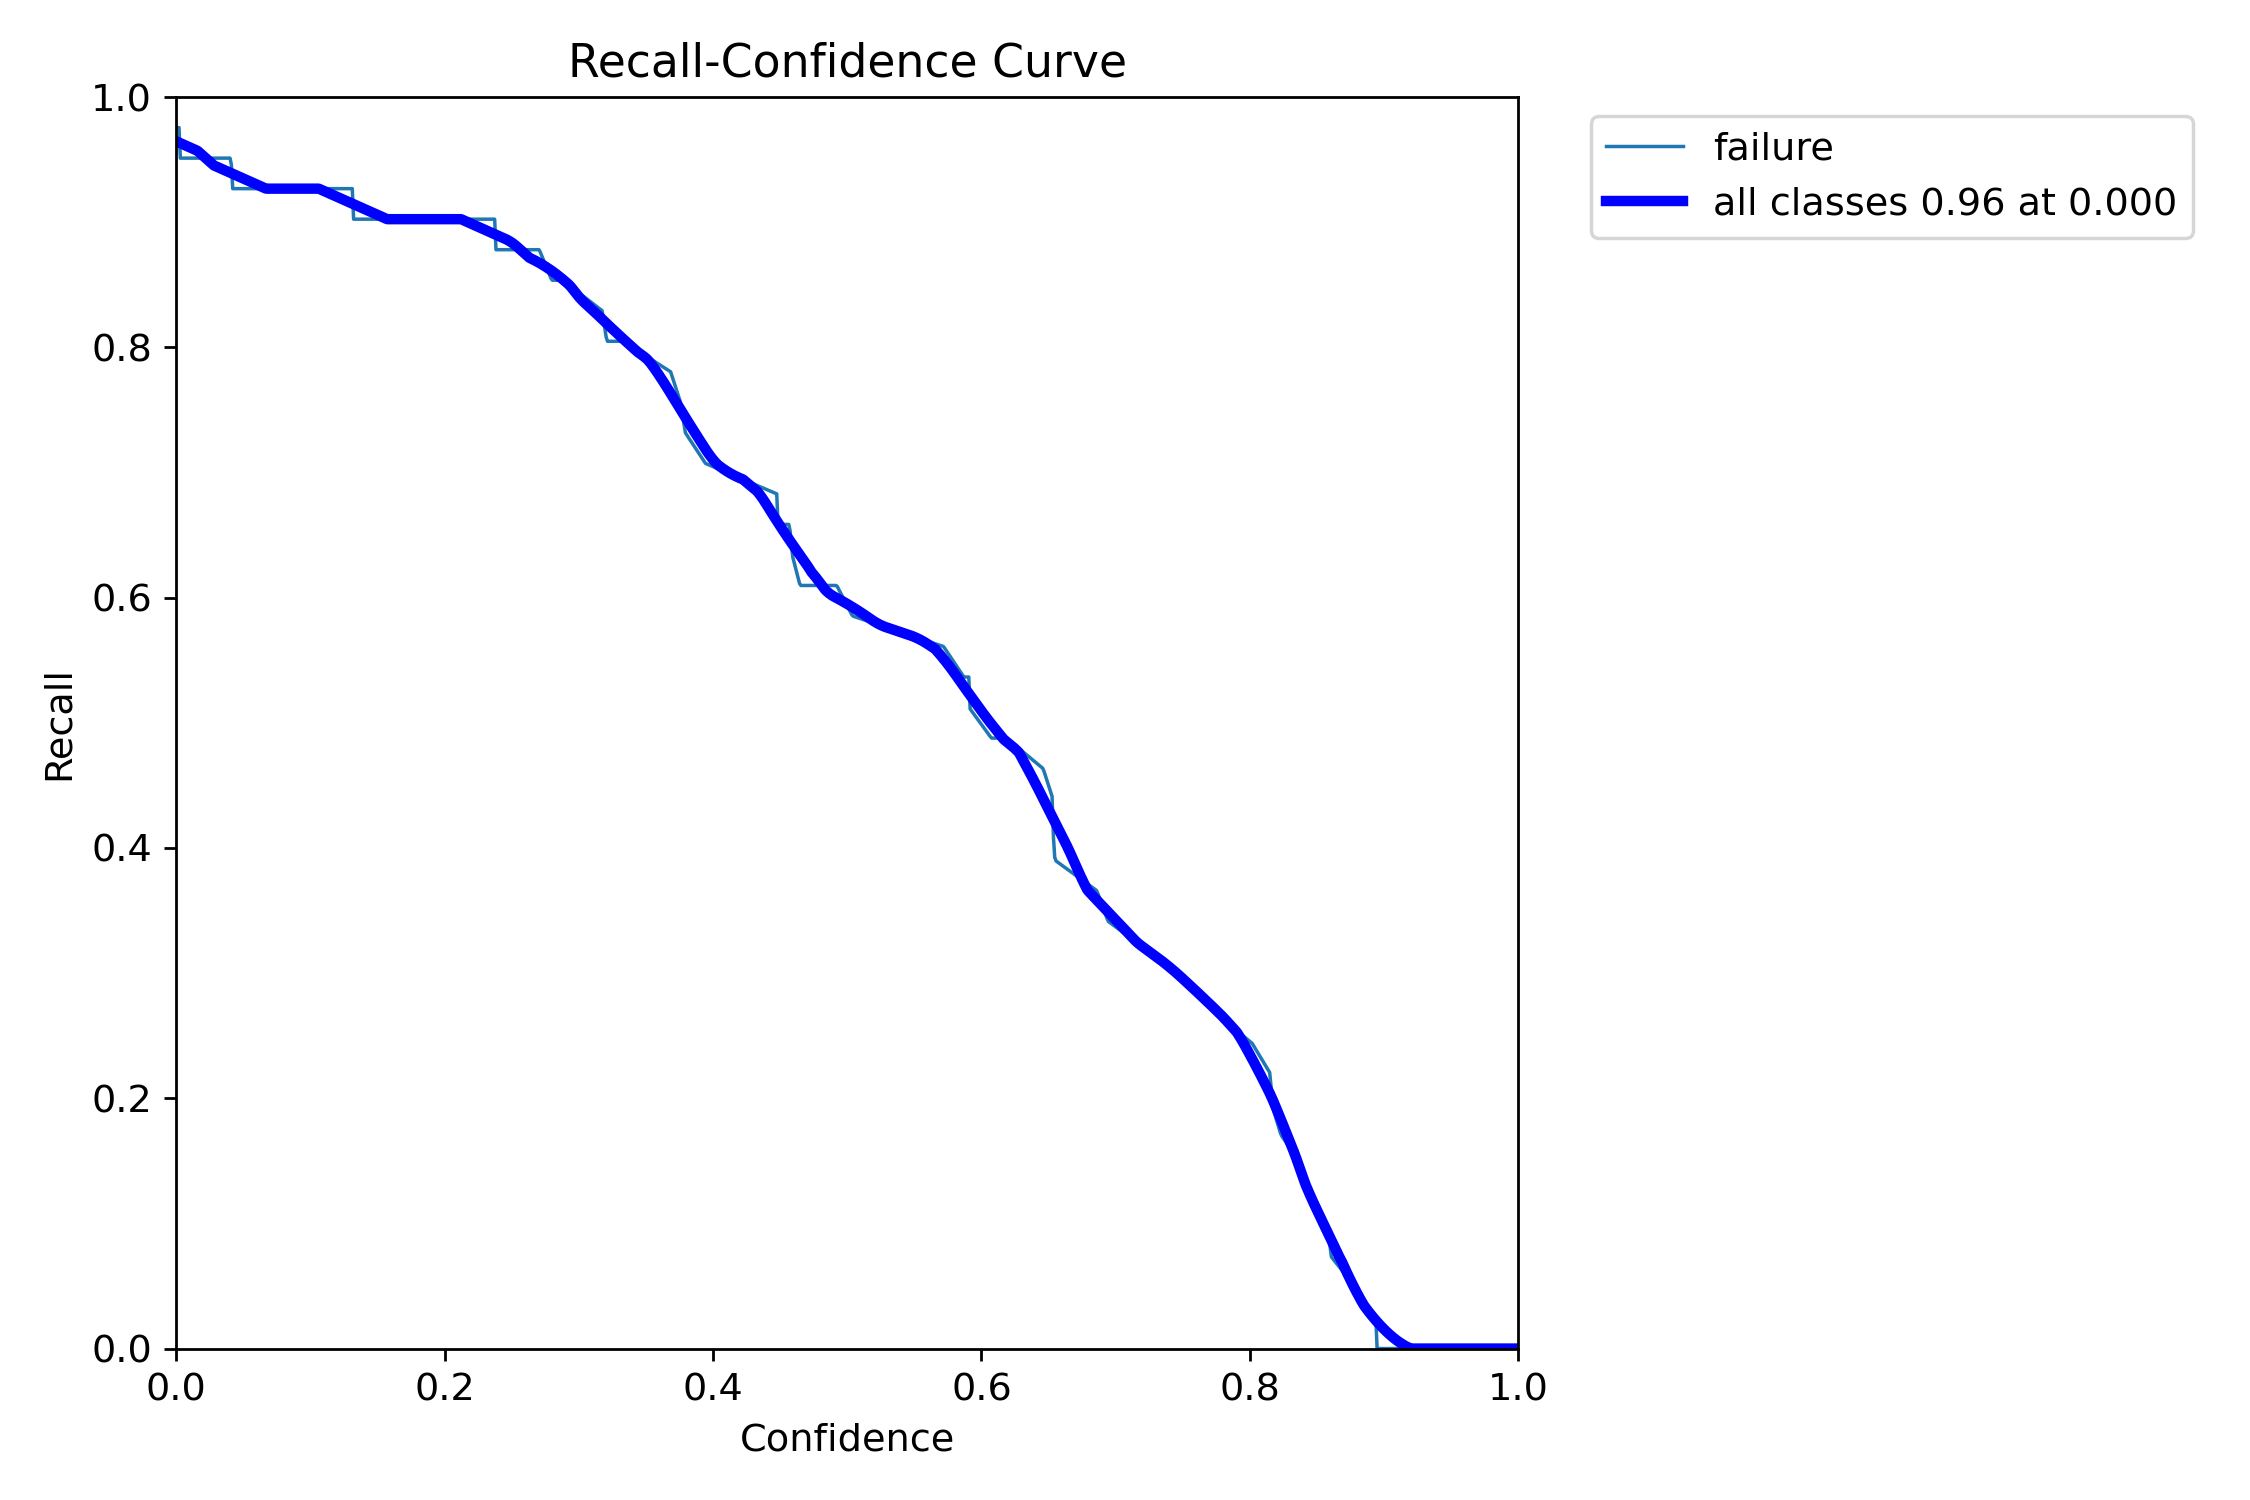 Recall-Confidence Curve
failure
all classes 0.96 at 0.000
1.0
0.8
0.6
0.4
0.2
0.0
Recall
0.0 0.2 0.4 0.6 0.8 1.0
Confidence